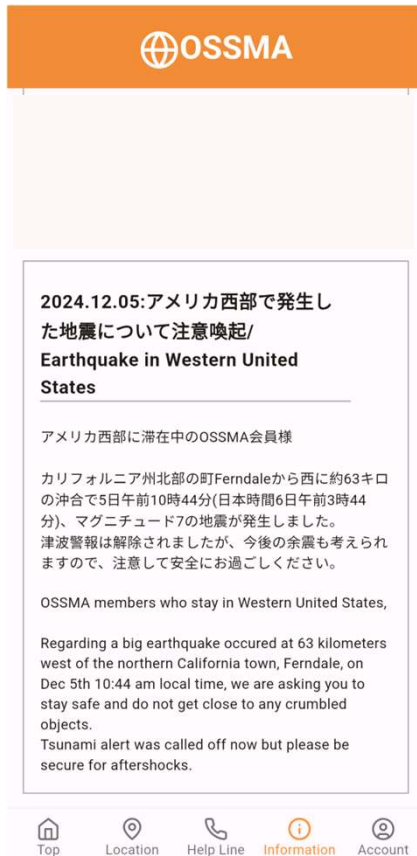 OSSMA
2024.12.05:アメリカ西部で発生し
た地震について注意喚起/
Earthquake in Western United
States
アメリカ西部に滞在中のOSSMA会員様
カリフォルニア州北部の町Ferndaleから西に約63キロ
の沖合で5日午前10時44分(日本時間6日午前3時44
分)、マグニチュード7の地震が発生しました。
津波警報は解除されましたが、今後の余震も考えられ
ますので、注意して安全にお過ごしください。
OSSMA members who stay in Western United States,
Regarding a big earthquake occured at 63 kilometers
west of the northern California town, Ferndale, on
Dec 5th 10:44 am local time, we are asking you to
stay safe and do not get close to any crumbled
objects.
Tsunami alert was called off now but please be
secure for aftershocks.
Top Location Help Line Information Account